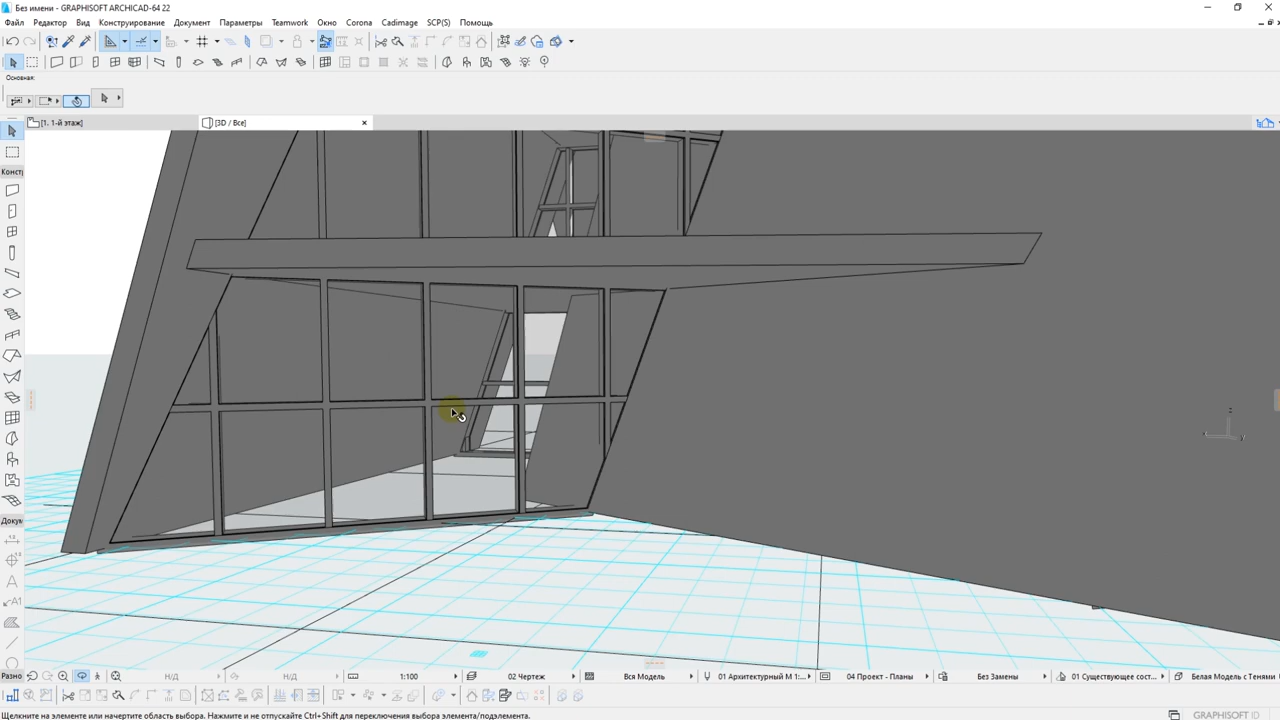 Без имени - GRAPHISOFT ARCHICAD-64 22
Файл Редактор Вид Конструирование Документ Параметры Teamwork Окно Corona Cadimage SCP(S) Помощь
Основная:
[1. 1-й этаж] [3D / Все]
Констр
Докум
A
A1
Разно
Н/Д Н/Д 1:100 02 Чертеж Вся Модель 01 Архитектурный М 1:... 04 Проект - Планы Без Замены 01 Существующее сост... Белая Модель с Тенями
Щелкните на элементе или начертите область выбора. Нажмите и не отпускайте Ctrl+Shift для переключения выбора элемента/подэлемента.
GRAPHISOFT ID